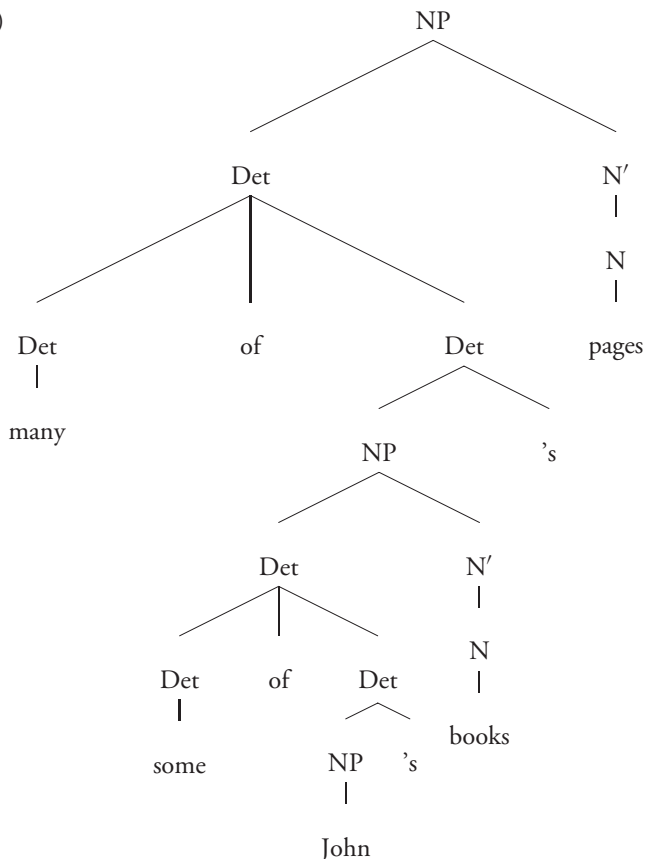 )
NP
Det N′
N
Det of Det pages
many
NP ’s
Det N′
N
Det of Det
books
some NP ’s
John